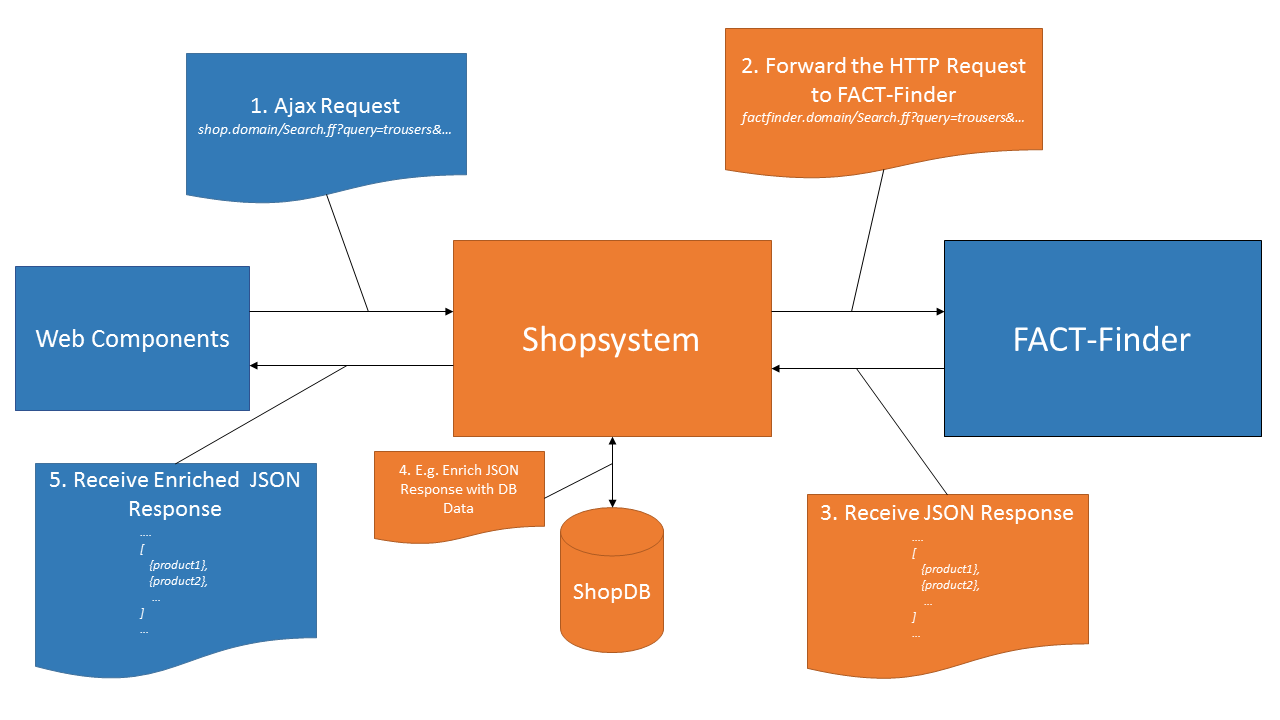 1. Ajax Request
shop.domain/Search.ff?query=trousers&...
2. Forward the HTTP Request
to FACT-Finder
factfinder.domain/Search.ff?query=trousers&...
Web Components
Shopsystem
FACT-Finder
5. Receive Enriched  JSON
Response
....
[
{product1},
{product2},
...
]
...
4. E.g. Enrich JSON
Response with DB
Data
ShopDB
3. Receive JSON Response
....
[
{product1},
{product2},
...
]
...